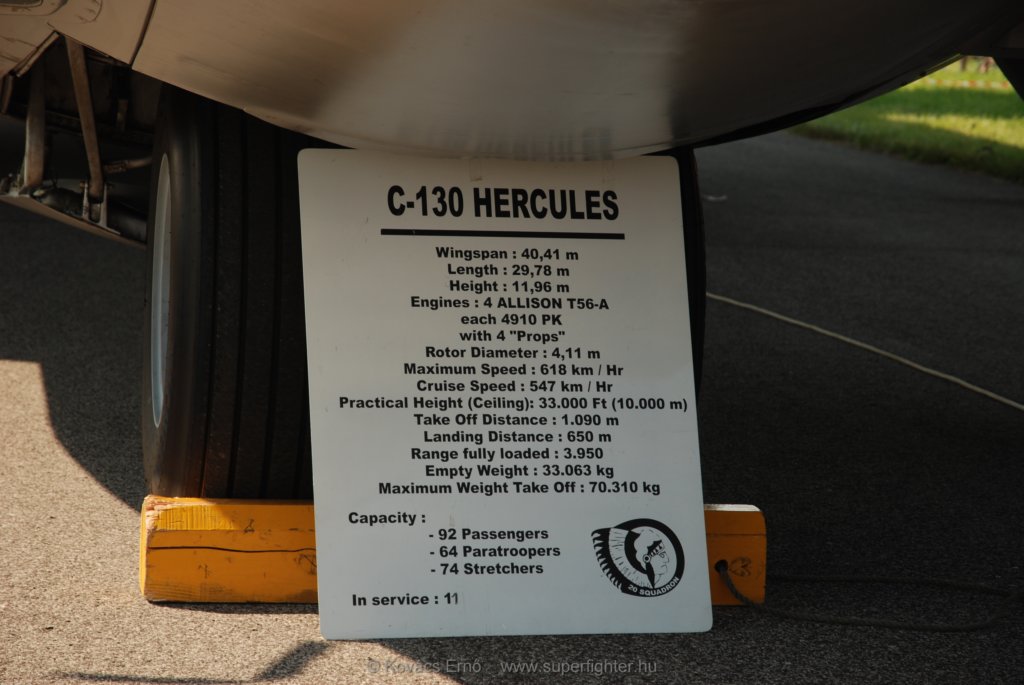 C-130 HERCULES
Wingspan : 40,41 m
Length : 29,78 m
Height : 11,96 m
Engines : 4 ALLISON T56-A
each 4910 PK
with 4 "Props"
Rotor Diameter : 4,11 m
Maximum Speed : 618 km / Hr
Cruise Speed : 547 km / Hr
Practical Height (Ceiling): 33.000 Ft (10.000 m)
Take Off Distance : 1.090 m
Landing Distance : 650 m
Range fully loaded : 3.950
Empty Weight : 33.063 kg
Maximum Weight Take Off : 70.310 kg
Capacity :
- 92 Passengers
- 64 Paratroopers
- 74 Stretchers
20 SQUADRON
In service : 11
© Kovács Ernő www.superfighter.hu